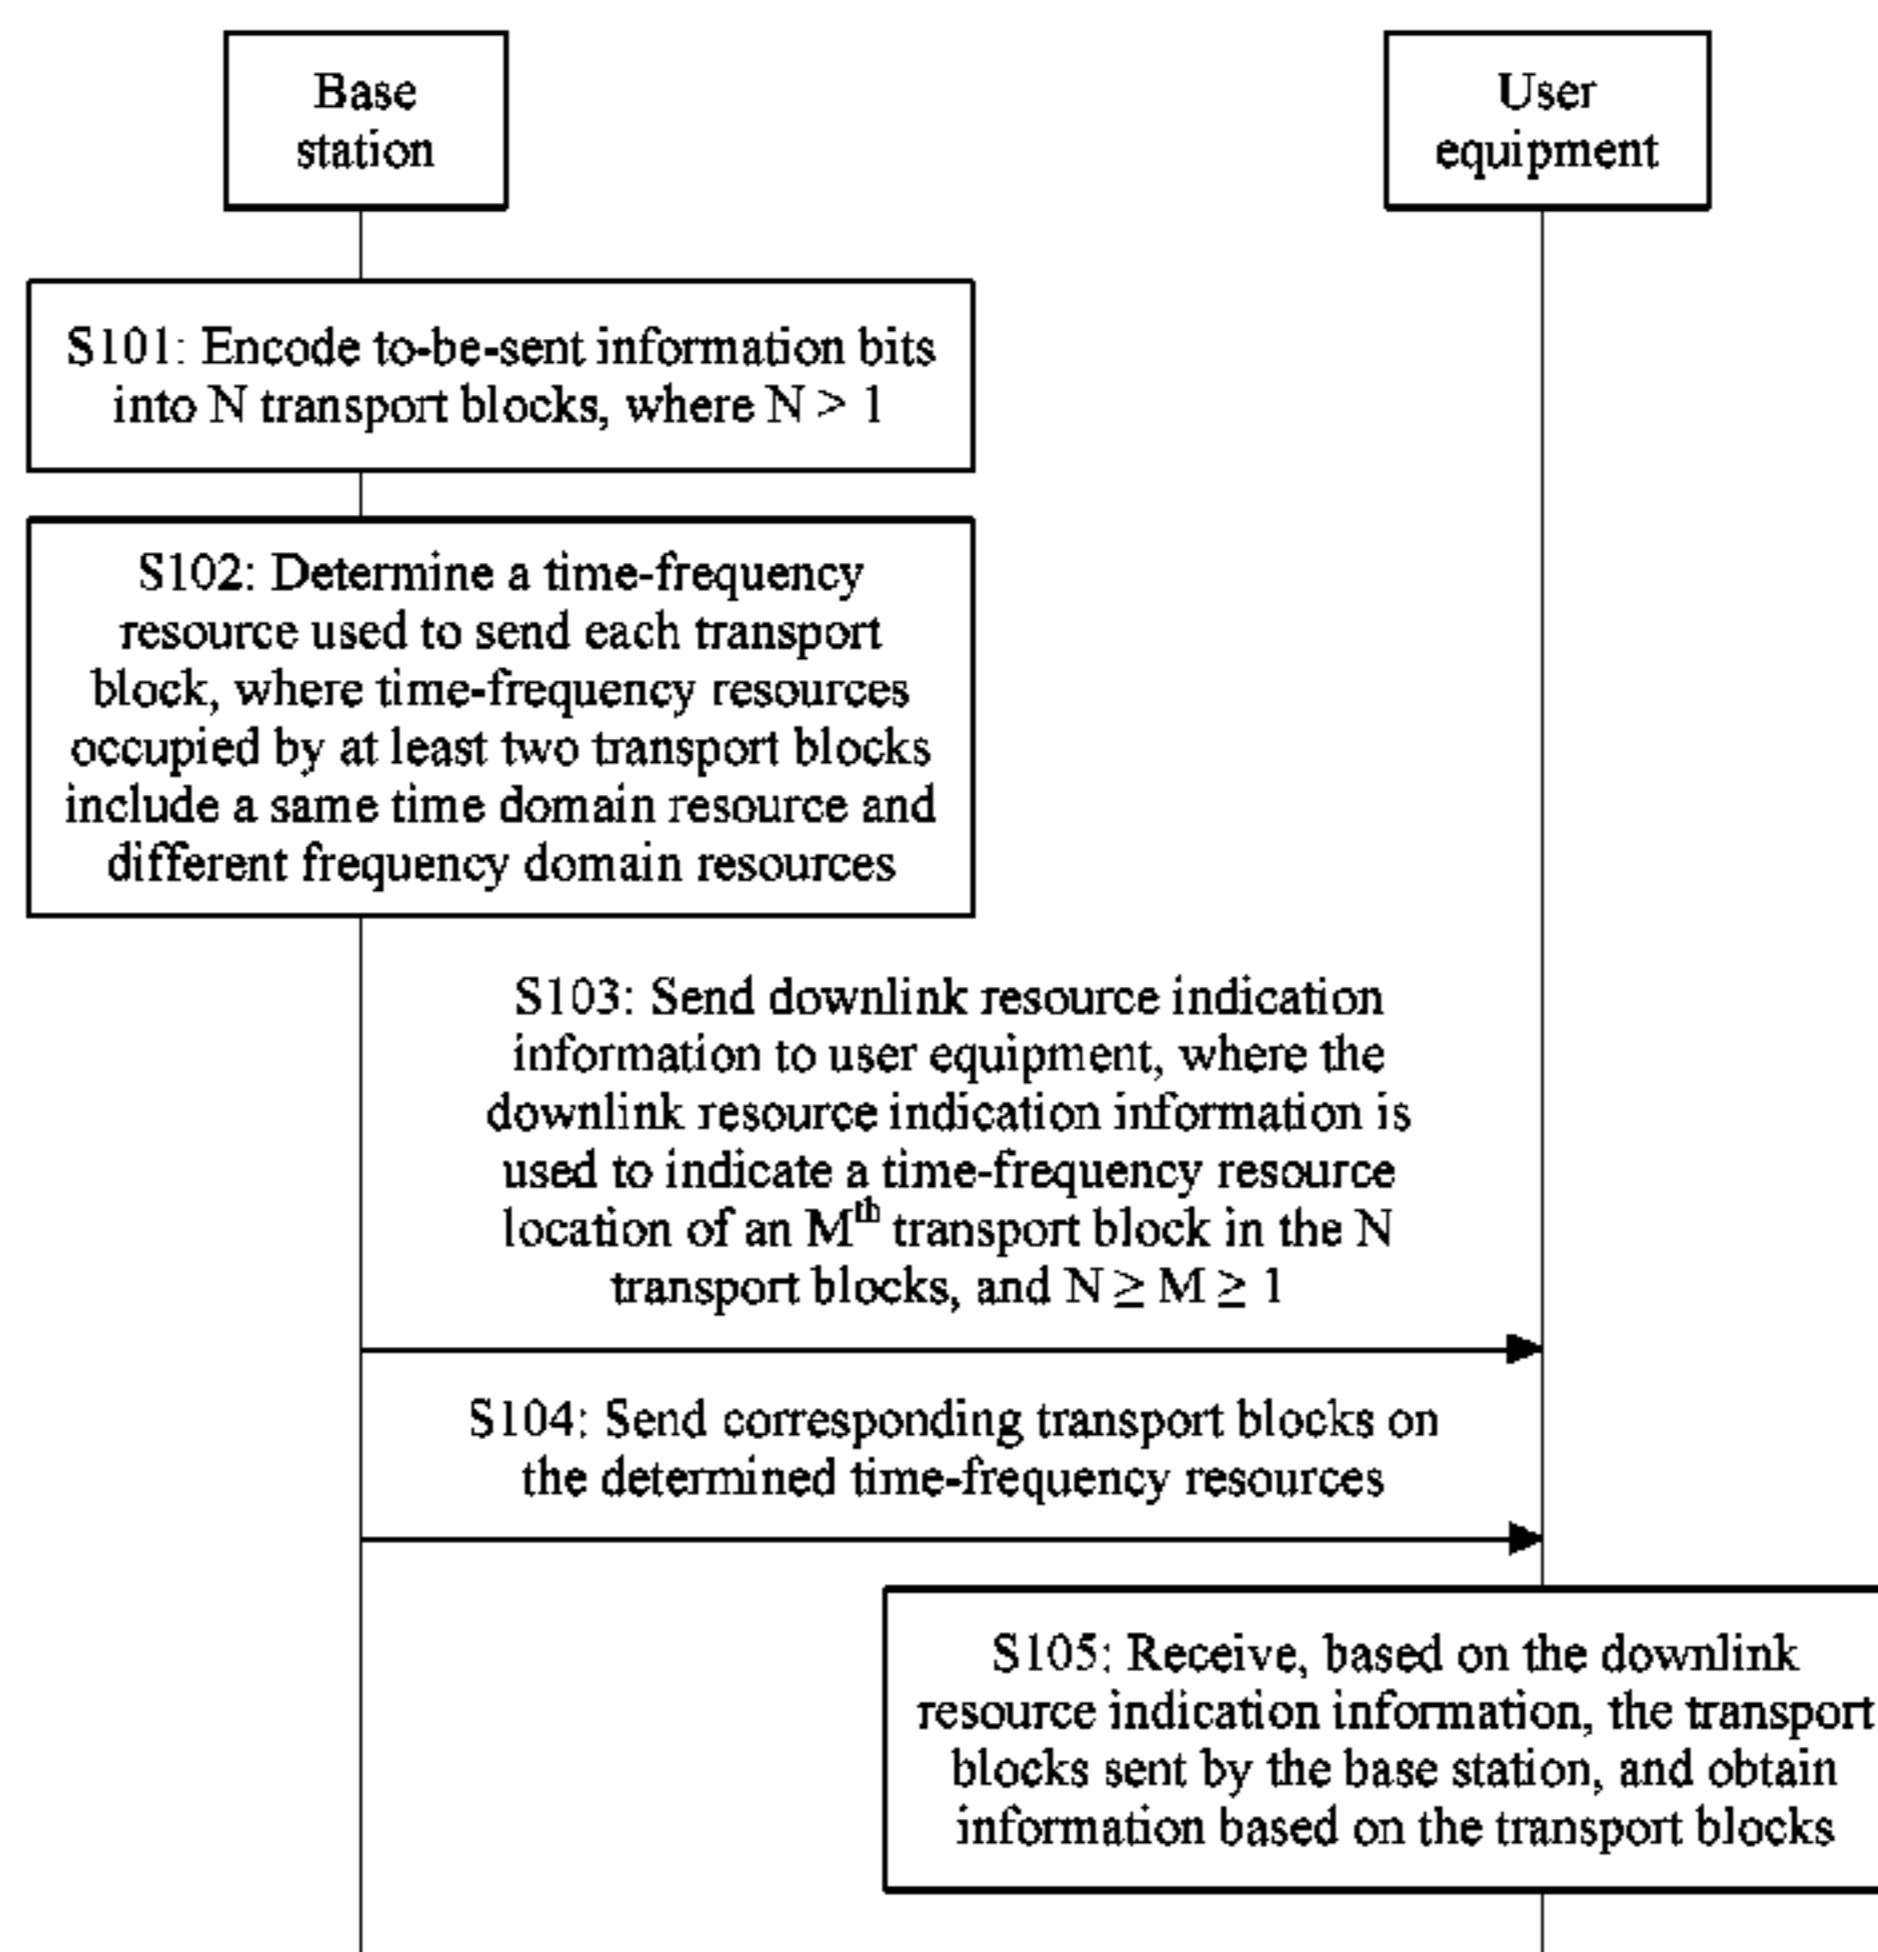 Base
station
User
equipment
S101: Encode to-be-sent information bits
into N transport blocks, where N > 1
S102: Determine a time-frequency
resource used to send each transport
block, where time-frequency resources
occupied by at least two transport blocks
include a same time domain resource and
different frequency domain resources
S103: Send downlink resource indication
information to user equipment, where the
downlink resource indication information is
used to indicate a time-frequency resource
location of an Mth transport block in the N
transport blocks, and N ≥ M ≥ 1
S104: Send corresponding transport blocks on
the determined time-frequency resources
S105: Receive, based on the downlink
resource indication information, the transport
blocks sent by the base station, and obtain
information based on the transport blocks